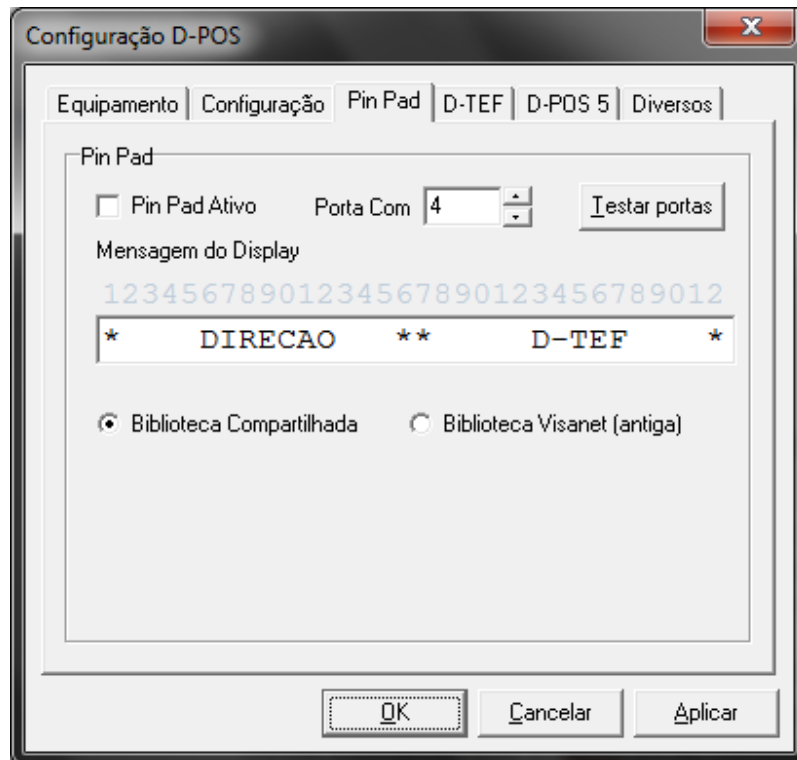 Configuração D-POS
Equipamento Configuração Pin Pad D-TEF D-POS 5 Diversos
Pin Pad
Pin Pad Ativo Porta Com 4 Testar portas
Mensagem do Display
12345678901234567890123456789012
*     DIRECAO   **     D-TEF     *
Biblioteca Compartilhada Biblioteca Visanet (antiga)
OK Cancelar Aplicar